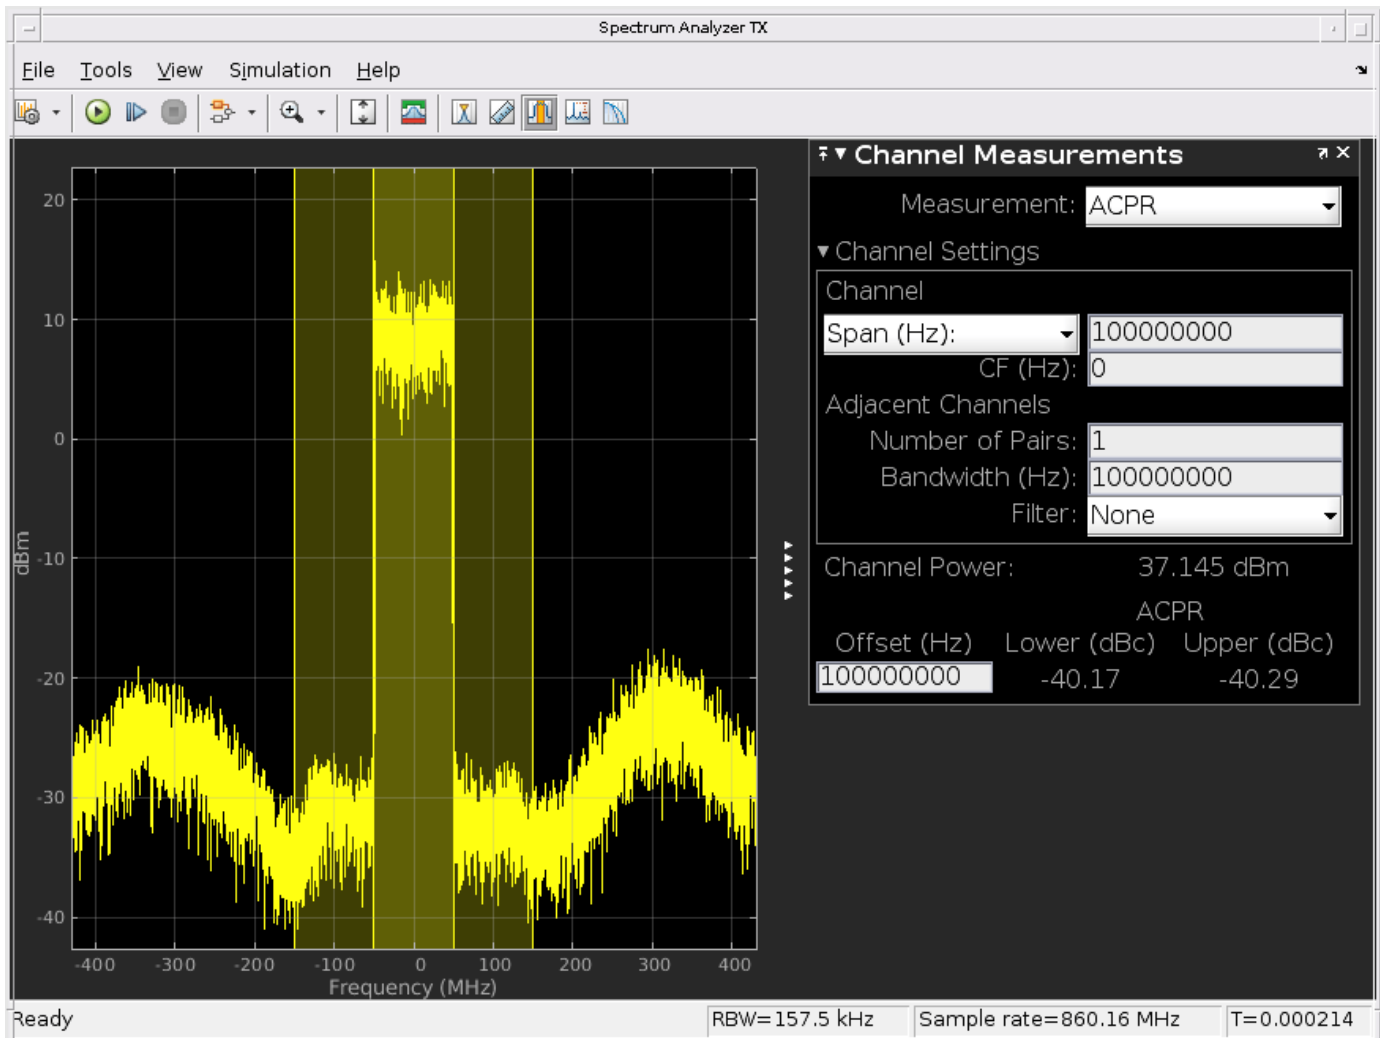 Spectrum Analyzer TX
File Tools View Simulation Help
Channel Measurements
Measurement: ACPR
Channel Settings
Channel
Span (Hz): 100000000
CF (Hz): 0
Adjacent Channels
Number of Pairs: 1
Bandwidth (Hz): 100000000
Filter: None
Channel Power: 37.145 dBm
ACPR
Offset (Hz) Lower (dBc) Upper (dBc)
100000000 -40.17 -40.29
20
10
0
-10
-20
-30
-40
dBm
-400 -300 -200 -100 0 100 200 300 400
Frequency (MHz)
Ready RBW=157.5 kHz Sample rate=860.16 MHz T=0.000214